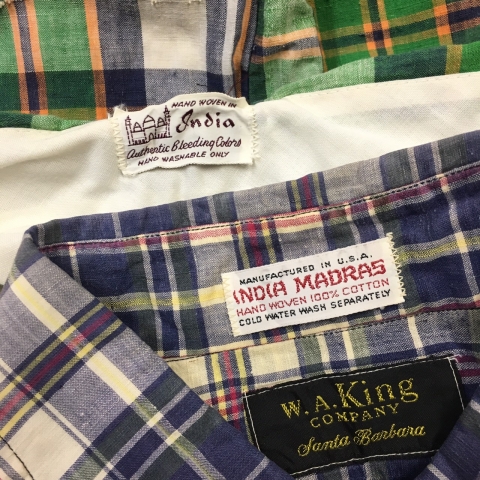 HAND WOVEN IN
India
Authentic Bleeding Colors
HAND WASHABLE ONLY
MANUFACTURED IN U.S.A.
INDIA MADRAS
HAND WOVEN 100% COTTON
COLD WATER WASH SEPARATELY
W.A.King
COMPANY
Santa Barbara